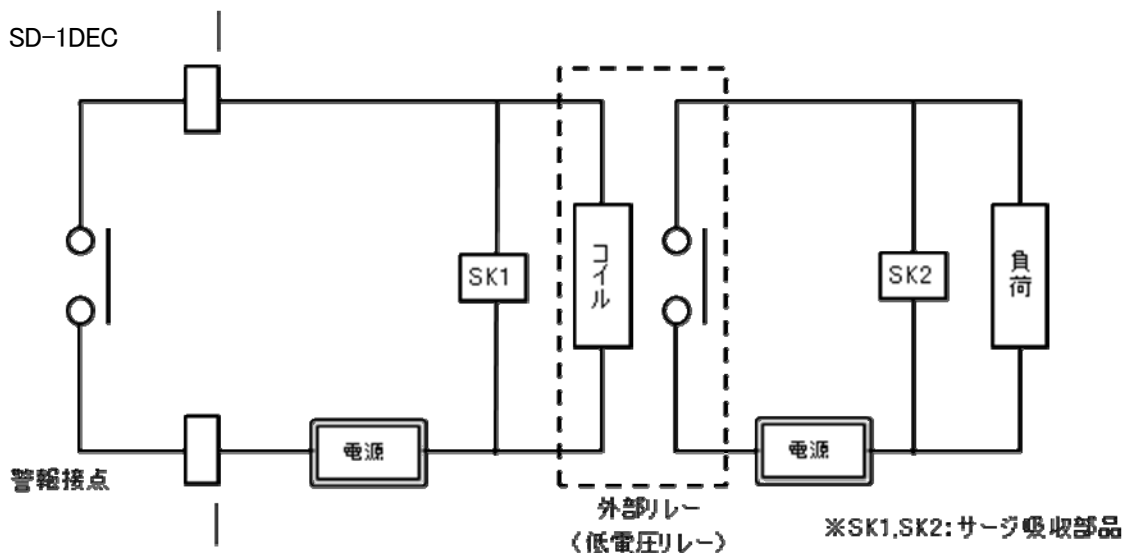 SD-1DEC
SK1
コイル
SK2
負荷
電源
電源
警報接点
外部リレー
(低電圧リレー)
※SK1,SK2:サージ吸収部品